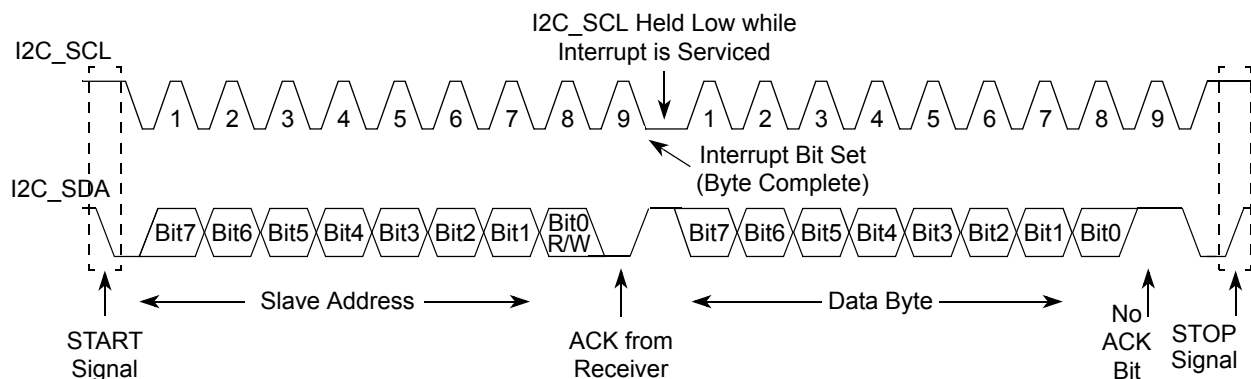 I2C_SCL Held Low while
Interrupt is Serviced
I2C_SCL
1 2 3 4 5 6 7 8 9 1 2 3 4 5 6 7 8 9
Interrupt Bit Set
(Byte Complete)
I2C_SDA
Bit7 Bit6 Bit5 Bit4 Bit3 Bit2 Bit1 Bit0 Bit7 Bit6 Bit5 Bit4 Bit3 Bit2 Bit1 Bit0
R/W
Slave Address
Data Byte
START
Signal
ACK from
Receiver
No
ACK
Bit
STOP
Signal